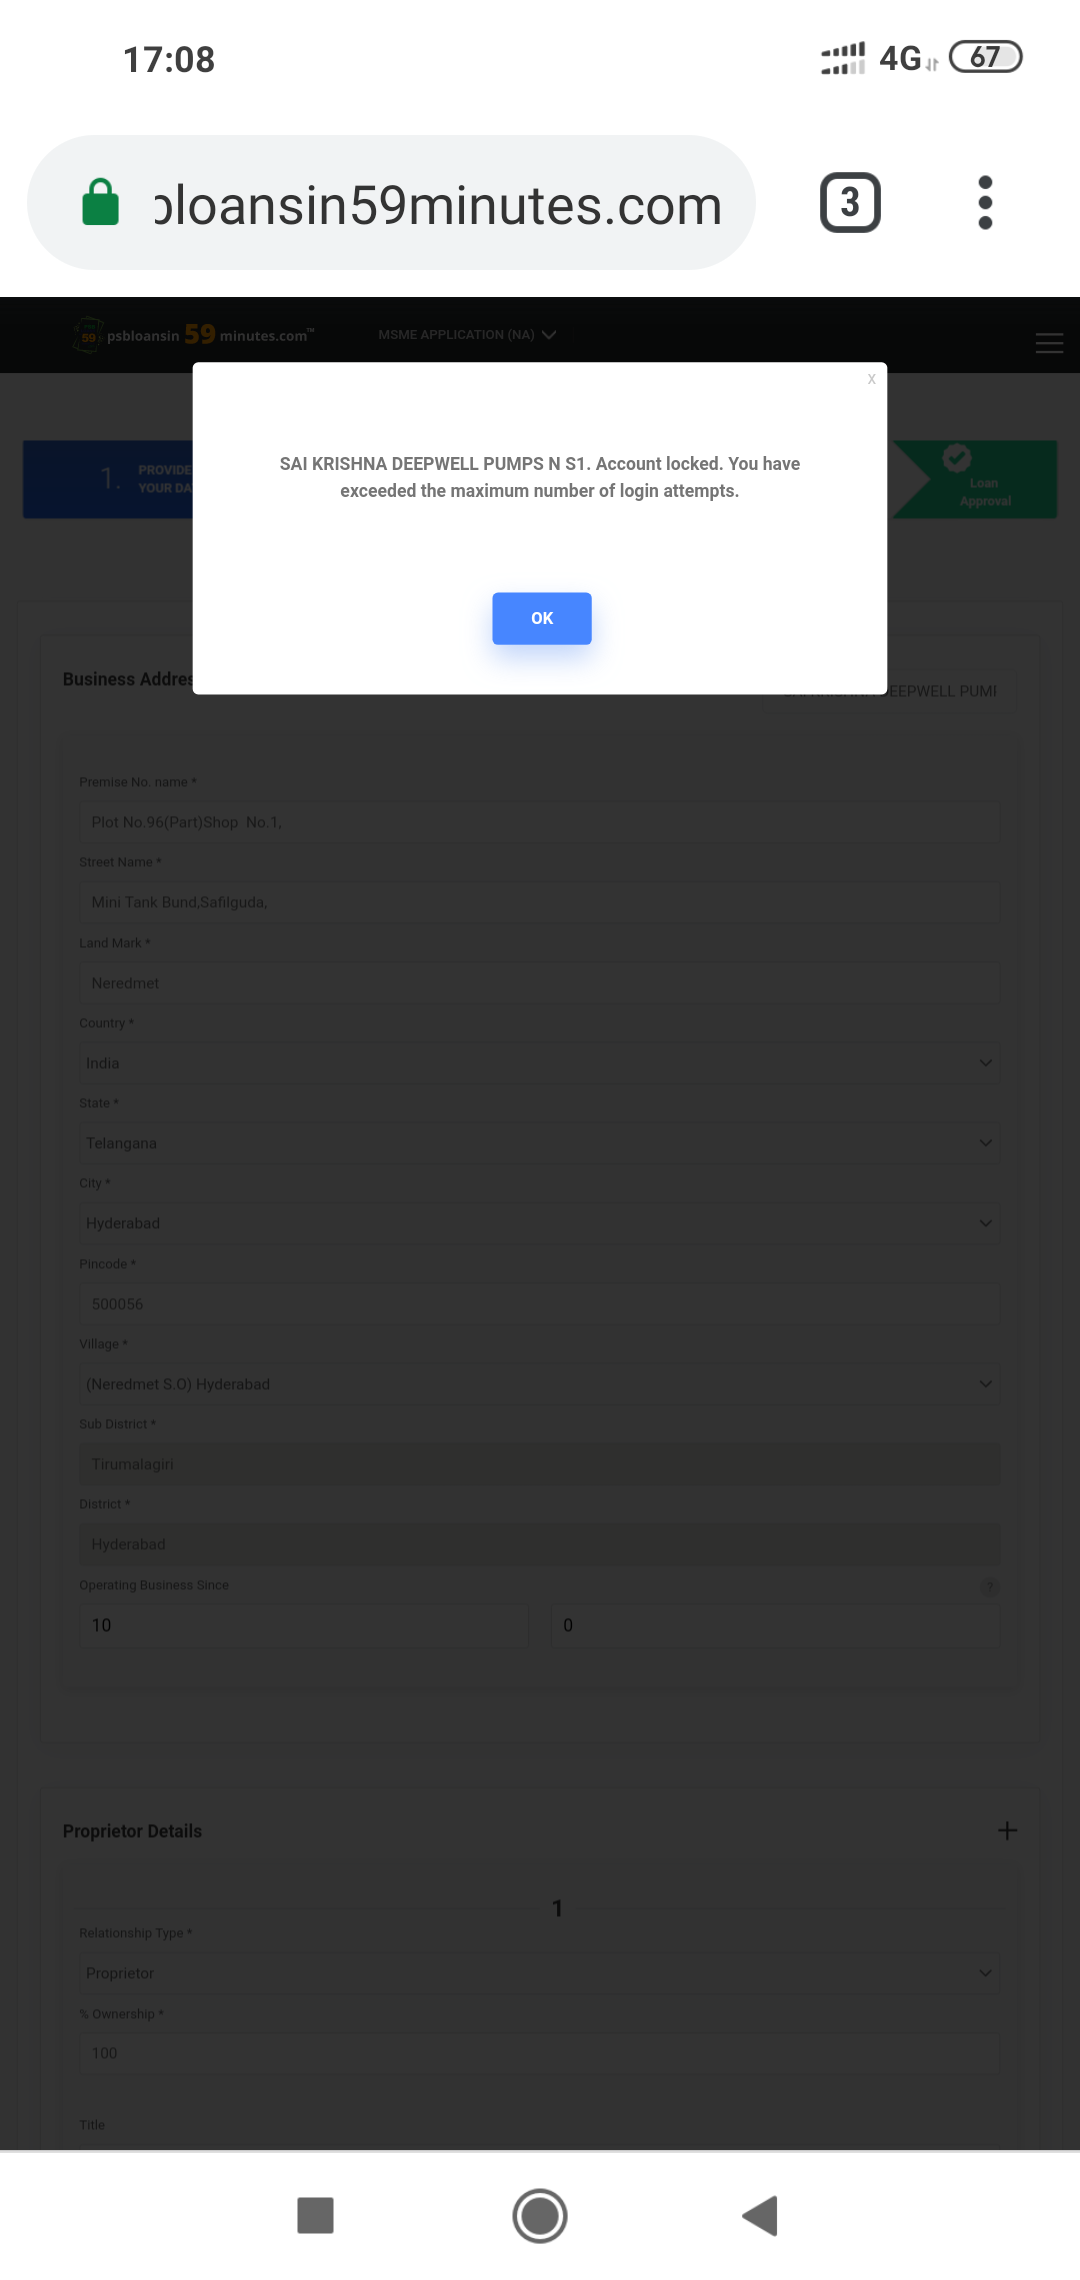 17:08
4G
67
bloansin59minutes.com
3
59
psbloansin 59 minutes.com™
MSME APPLICATION (NA)
X
SAI KRISHNA DEEPWELL PUMPS N S1. Account locked. You have
exceeded the maximum number of login attempts.
OK
1.
PROVIDE
YOUR DA
Loan
Approval
Business Addres
DEEPWELL PUMI
Premise No. name *
Plot No.96(Part)Shop  No.1,
Street Name *
Mini Tank Bund,Safilguda,
Land Mark *
Neredmet
Country *
India
State *
Telangana
City *
Hyderabad
Pincode *
500056
Village *
(Neredmet S.O) Hyderabad
Sub District *
Tirumalagiri
District *
Hyderabad
Operating Business Since
?
10
0
Proprietor Details
1
Relationship Type *
Proprietor
% Ownership *
100
Title